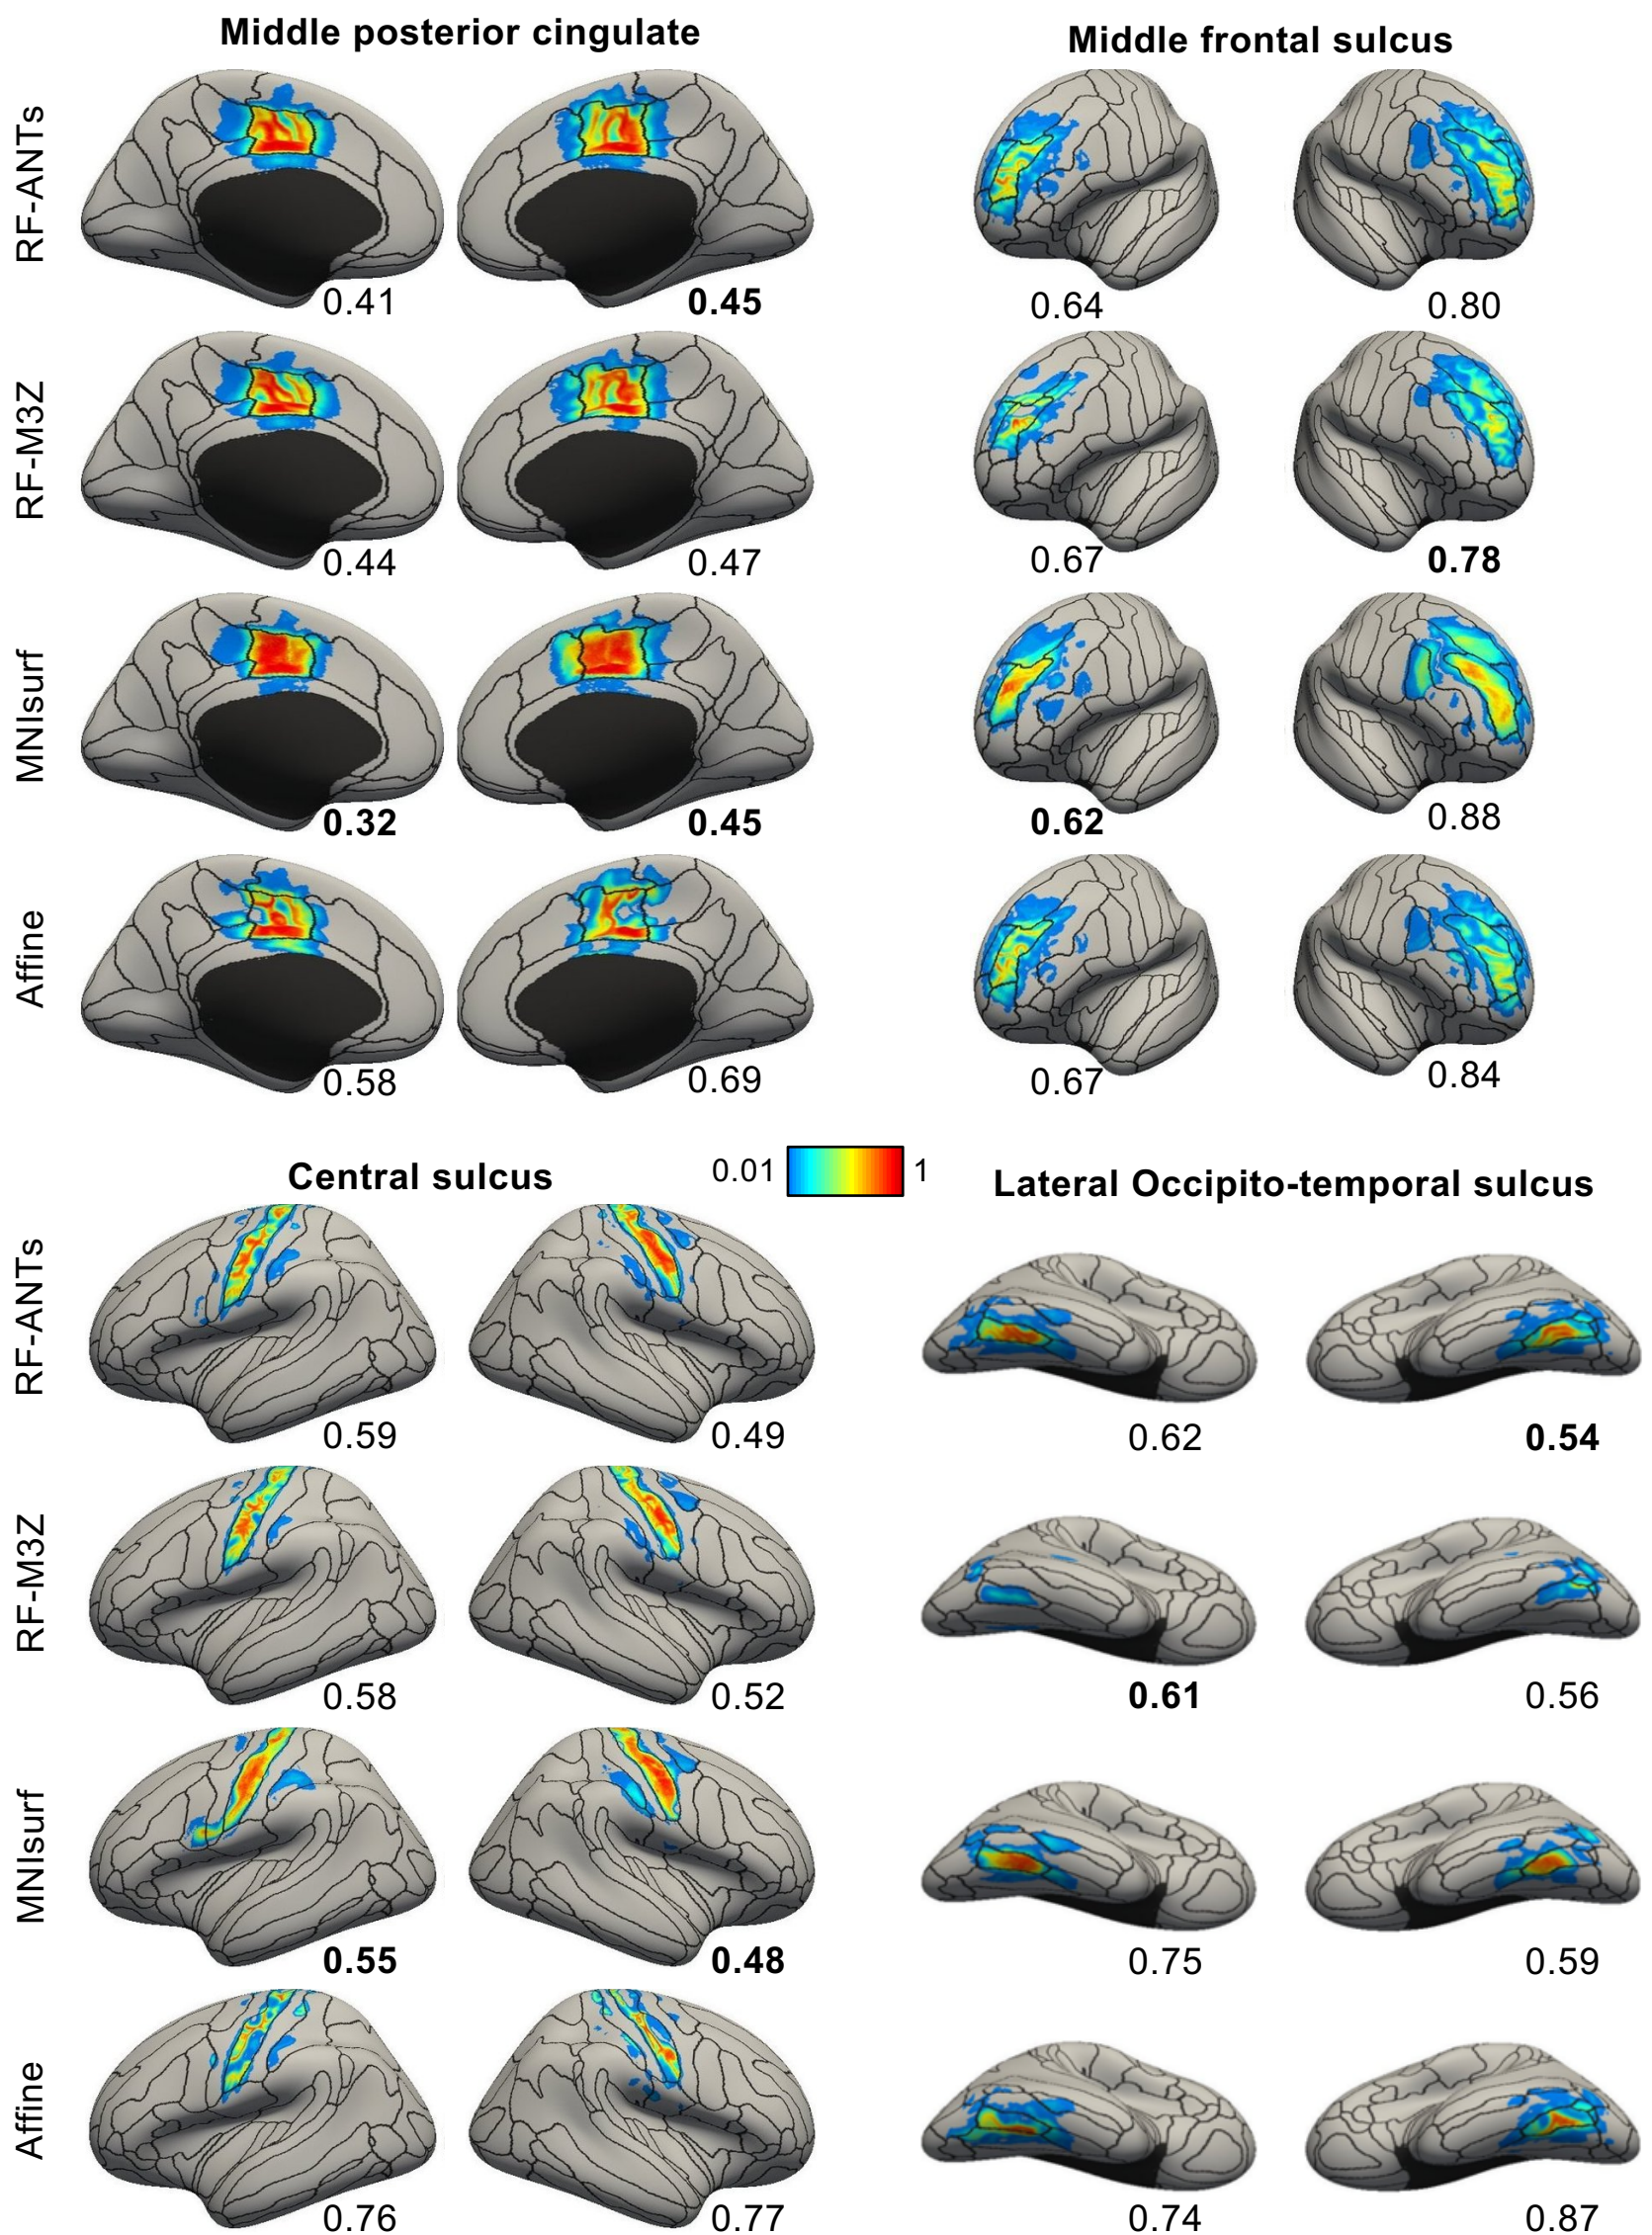 Middle posterior cingulate
Middle frontal sulcus
RF-ANTs
0.41
0.45
0.64
0.80
RF-M3Z
0.44
0.47
0.67
0.78
MNIsurf
0.32
0.45
0.62
0.88
Affine
0.58
0.69
0.67
0.84
Central sulcus
0.01
1
Lateral Occipito-temporal sulcus
RF-ANTs
0.59
0.49
0.62
0.54
RF-M3Z
0.58
0.52
0.61
0.56
MNIsurf
0.55
0.48
0.75
0.59
Affine
0.76
0.77
0.74
0.87